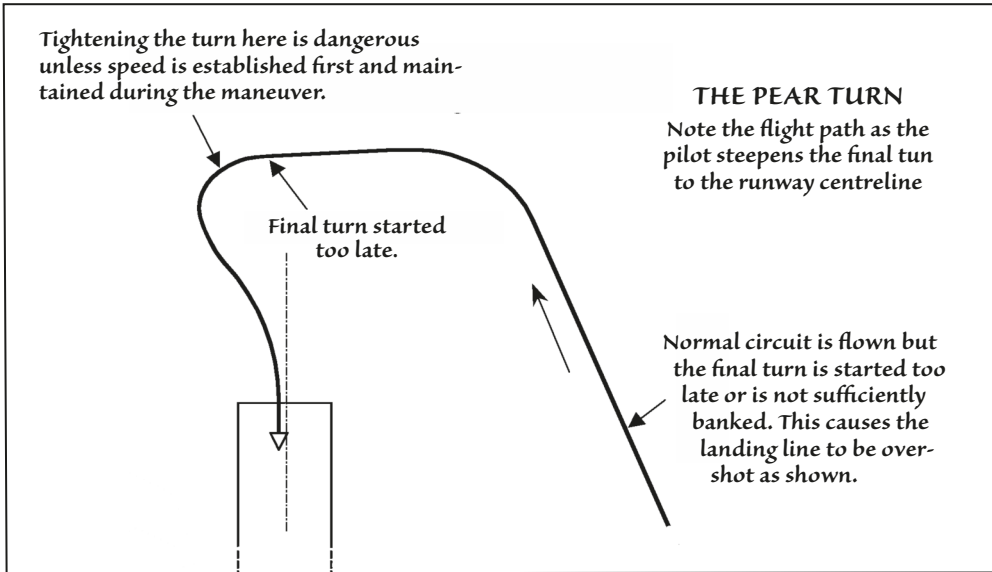 Tightening the turn here is dangerous
unless speed is established first and main-
tained during the maneuver.
THE PEAR TURN
Note the flight path as the
pilot steepens the final tun
to the runway centreline
Final turn started
too late.
Normal circuit is flown but
the final turn is started too
late or is not sufficiently
banked. This causes the
landing line to be over-
shot as shown.